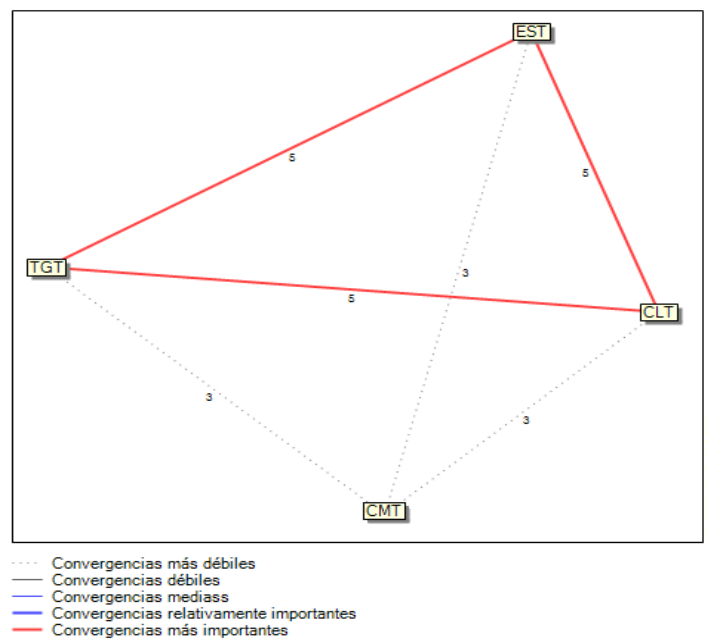 EST
5
5
TGT
3
5
CLT
3
3
CMT
Convergencias más débiles
Convergencias débiles
Convergencias mediass
Convergencias relativamente importantes
Convergencias más importantes